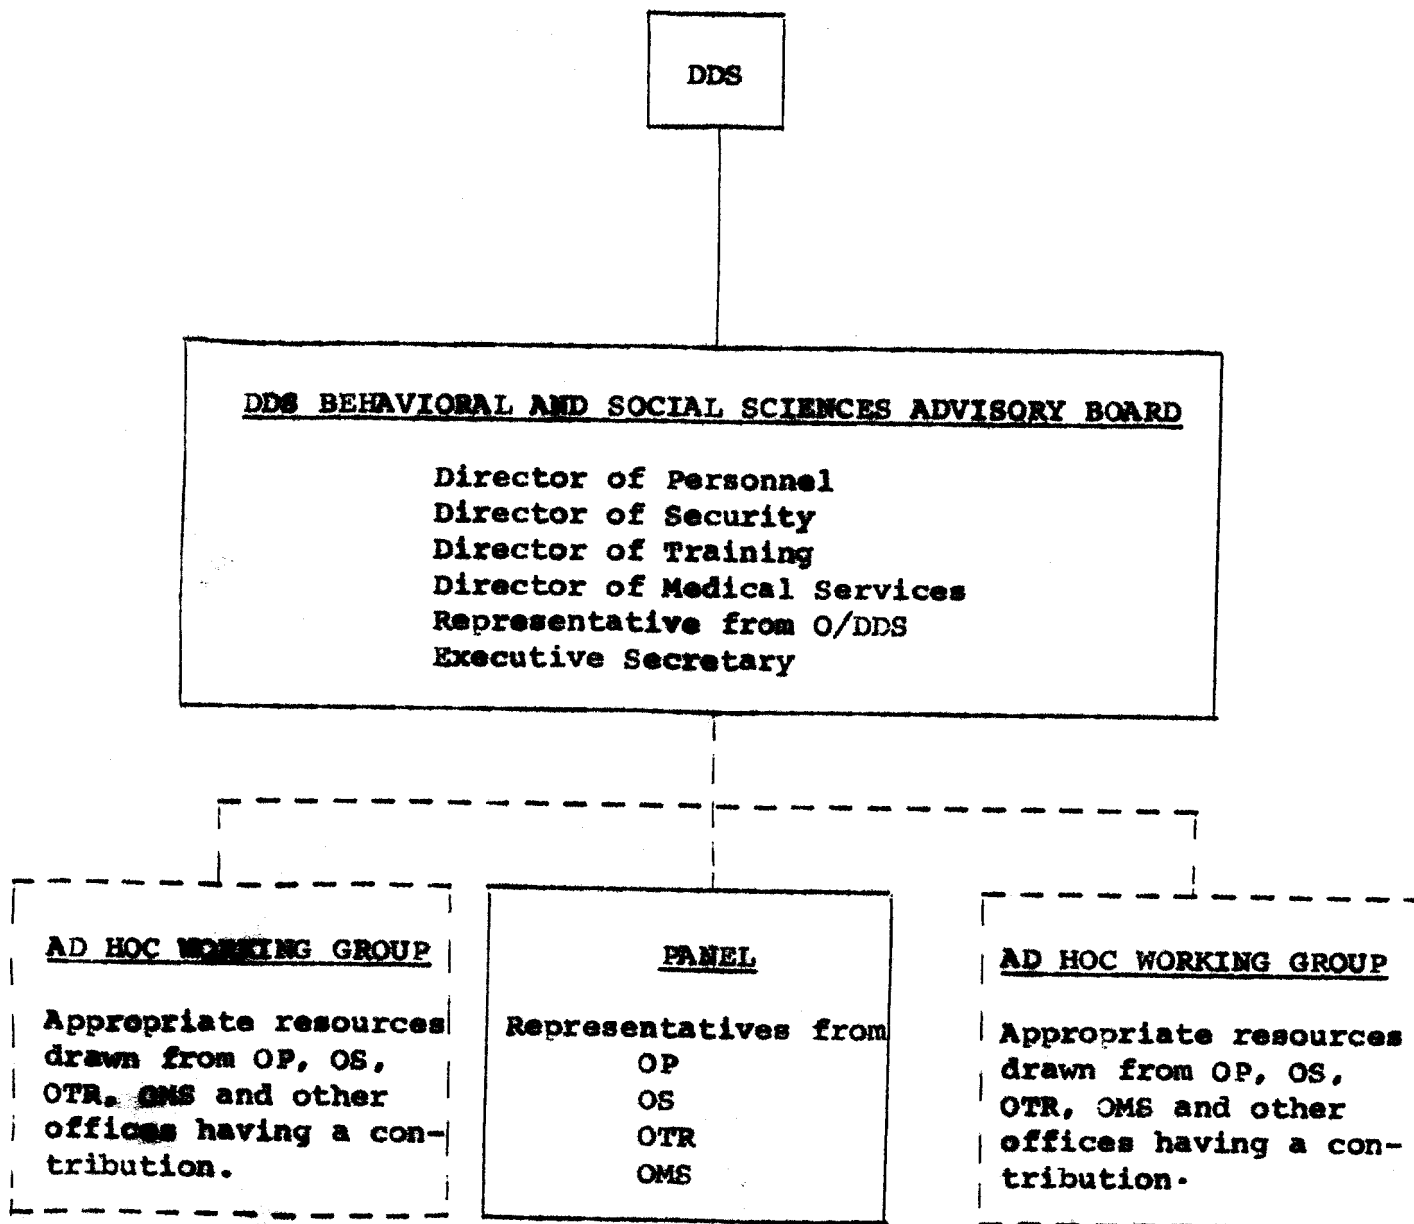 DDS
DDS BEHAVIORAL AND SOCIAL SCIENCES ADVISORY BOARD
Director of Personnel
Director of Security
Director of Training
Director of Medical Services
Representative from O/DDS
Executive Secretary
AD HOC WORKING GROUP
Appropriate resources
drawn from OP, OS,
OTR, OMS and other
offices having a con-
tribution.
PANEL
Representatives from
OP
OS
OTR
OMS
AD HOC WORKING GROUP
Appropriate resources
drawn from OP, OS,
OTR, OMS and other
offices having a con-
tribution.